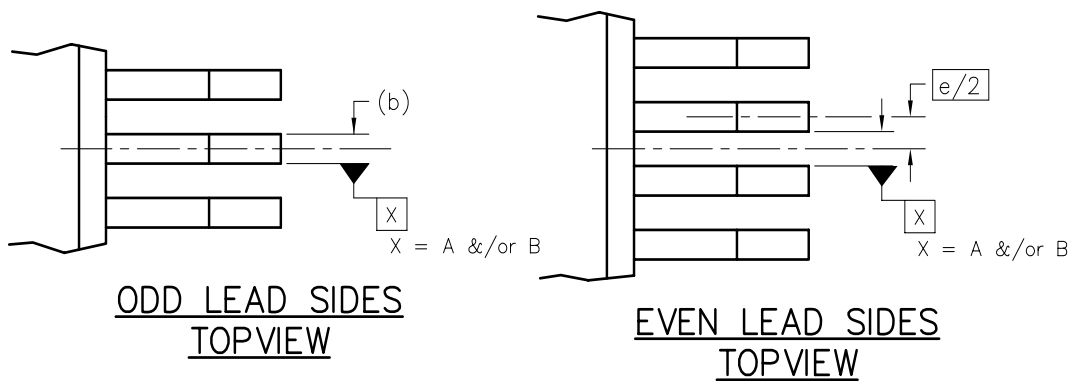 (b)
X
X = A &/or B
ODD LEAD SIDES
TOPVIEW
e/2
X
X = A &/or B
EVEN LEAD SIDES
TOPVIEW